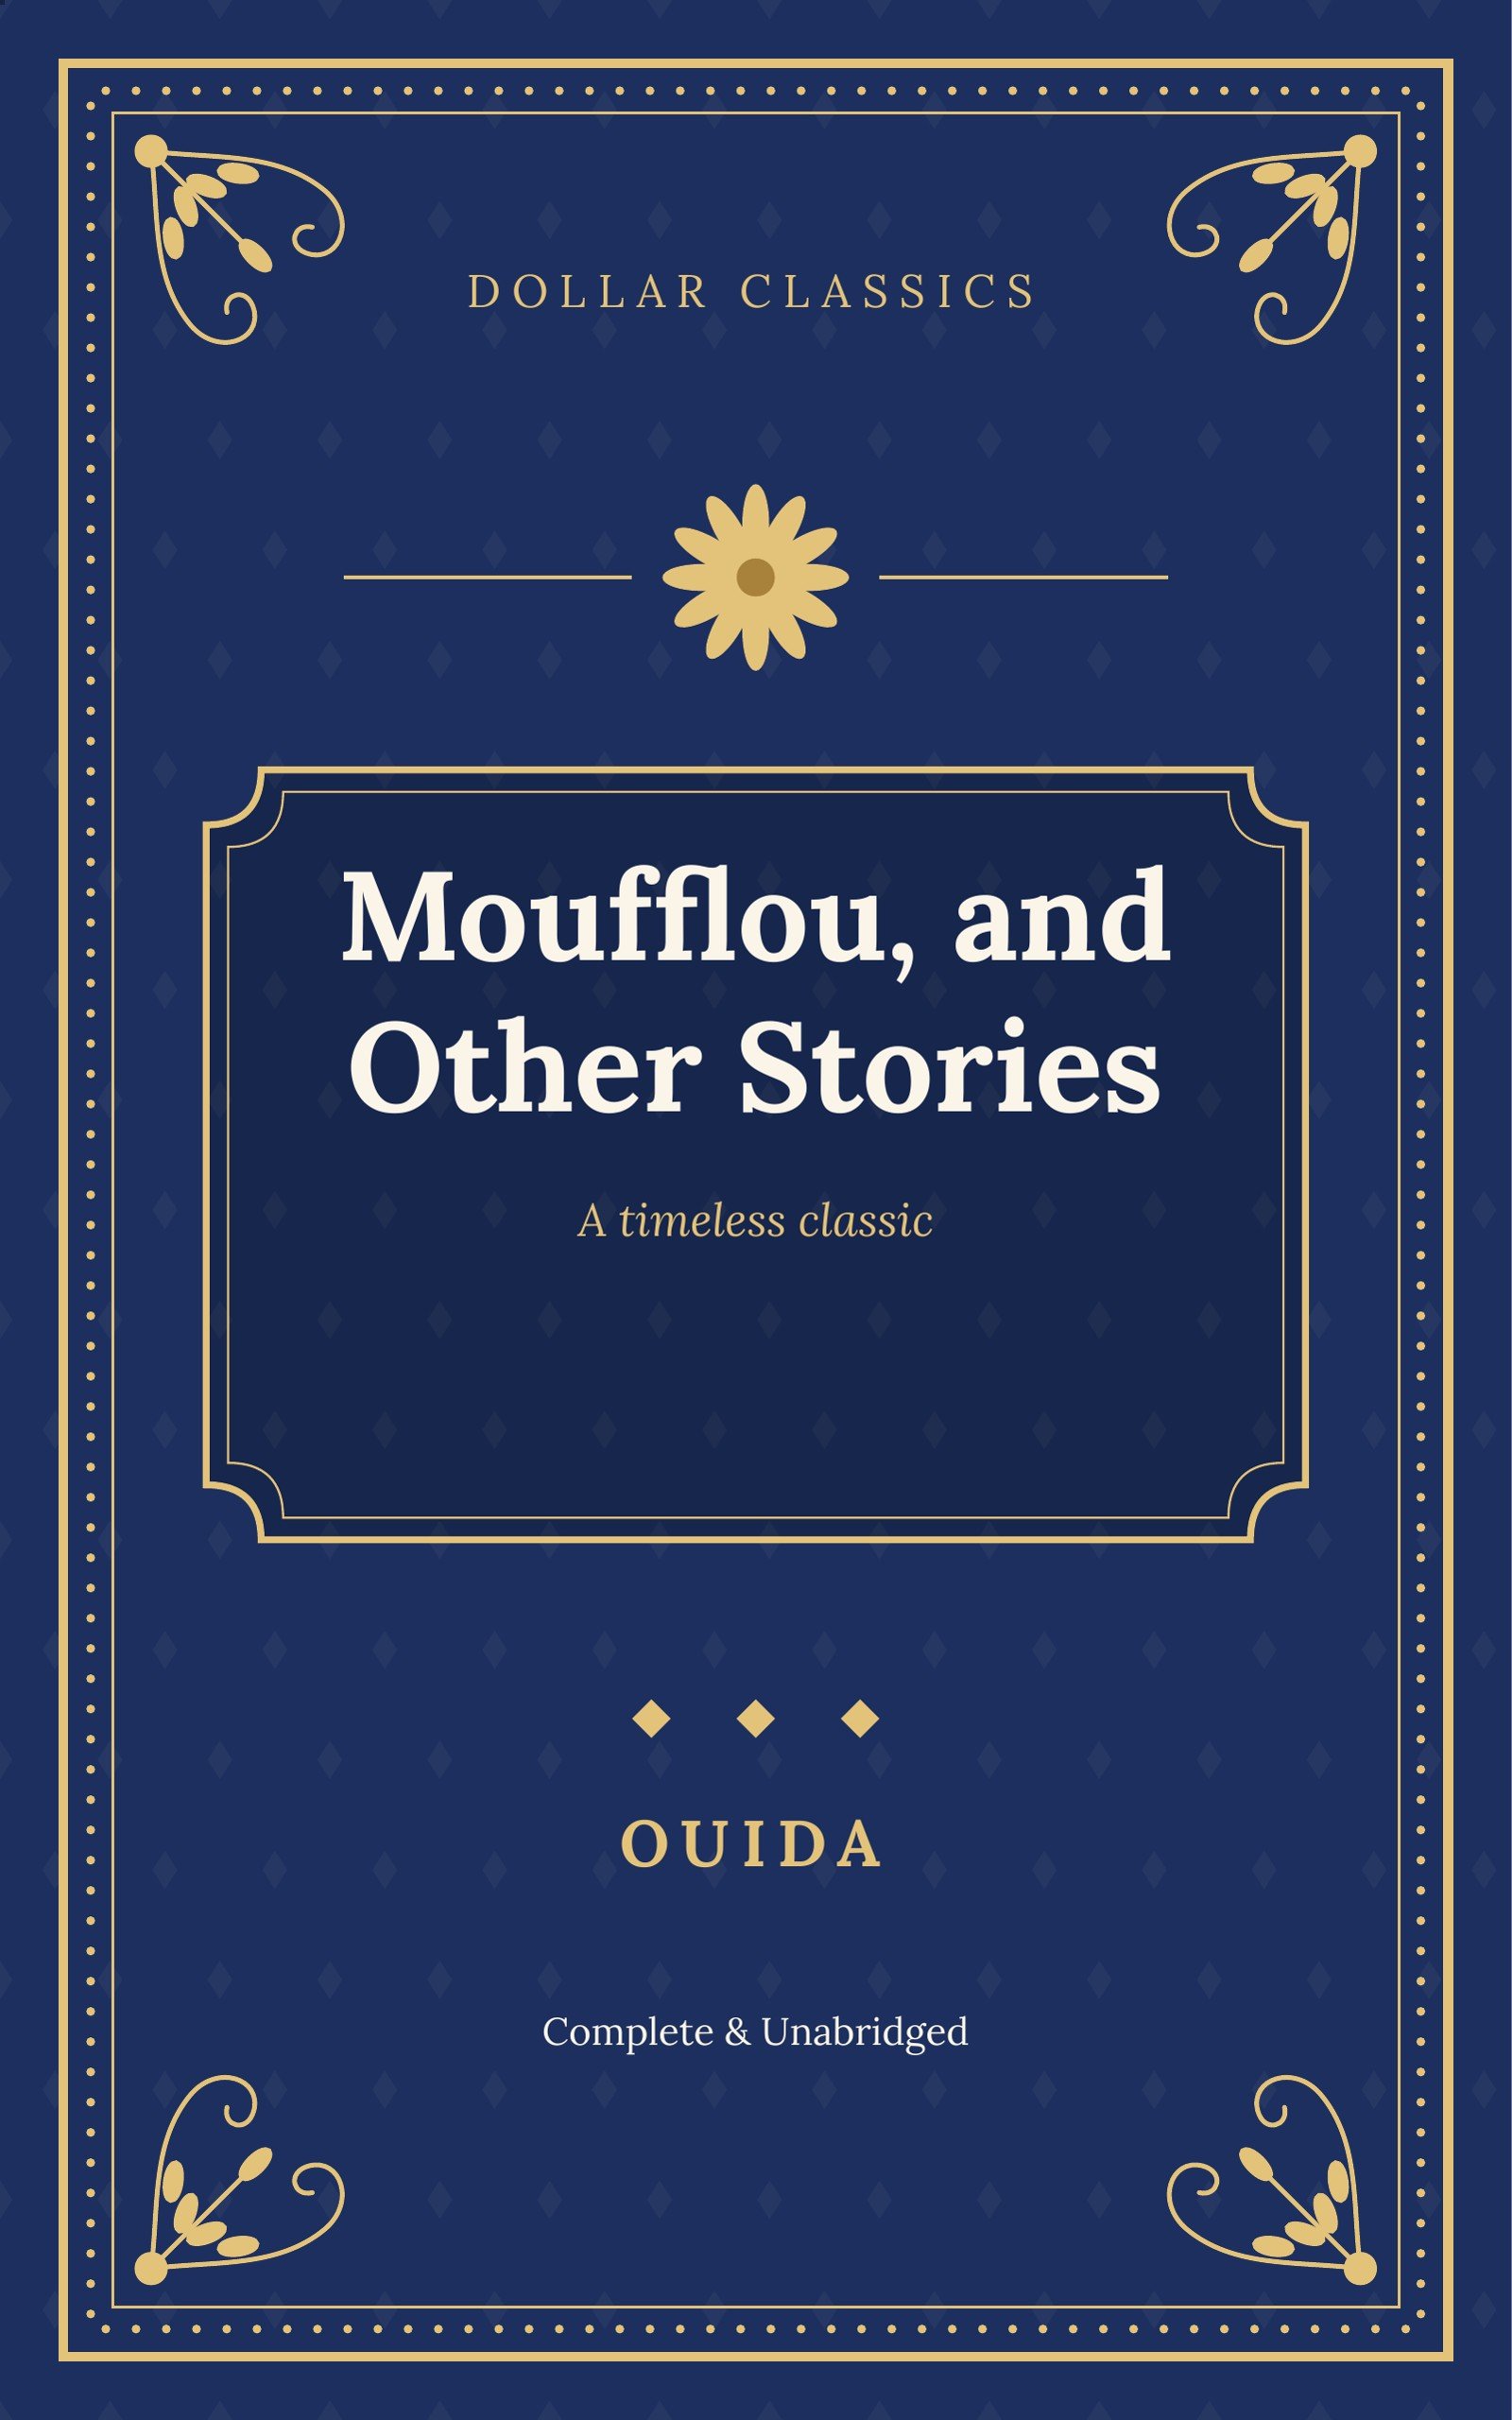 DOLLAR CLASSICS
Moufflou, and
Other Stories
A timeless classic
OUIDA
Complete & Unabridged